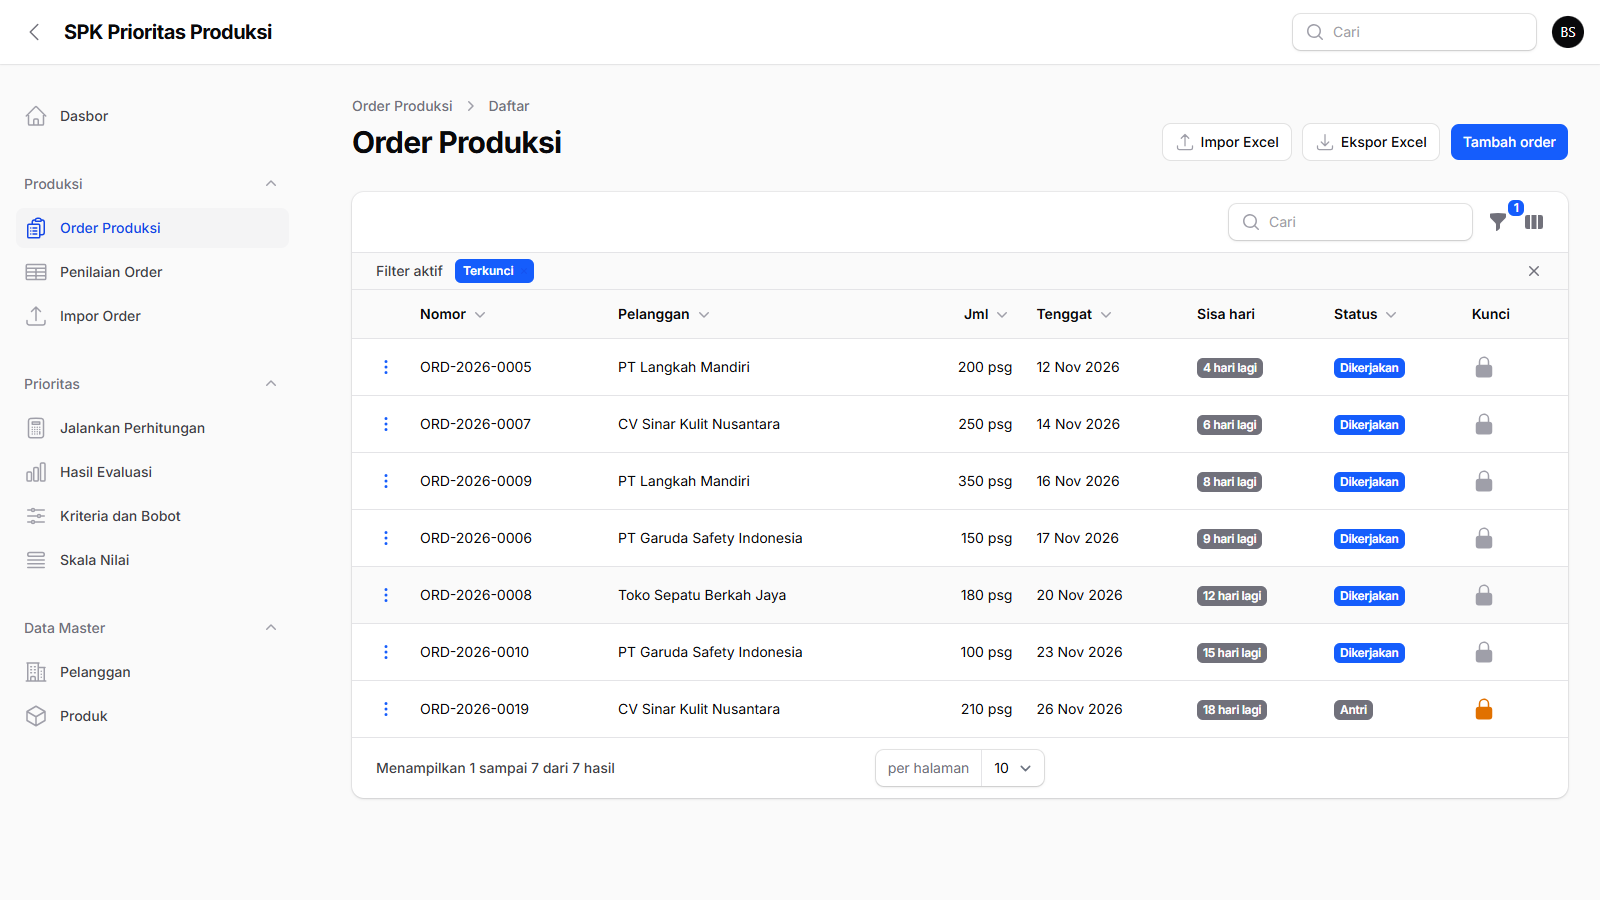 SPK Prioritas Produksi
Cari
BS
Dasbor
Produksi
Order Produksi
Penilaian Order
Impor Order
Prioritas
Jalankan Perhitungan
Hasil Evaluasi
Kriteria dan Bobot
Skala Nilai
Data Master
Pelanggan
Produk
Order Produksi > Daftar
Order Produksi
Impor Excel
Ekspor Excel
Tambah order
Cari
1
Filter aktif Terkunci
Nomor Pelanggan Jml Tenggat Sisa hari Status Kunci
ORD-2026-0005 PT Langkah Mandiri 200 psg 12 Nov 2026 4 hari lagi Dikerjakan
ORD-2026-0007 CV Sinar Kulit Nusantara 250 psg 14 Nov 2026 6 hari lagi Dikerjakan
ORD-2026-0009 PT Langkah Mandiri 350 psg 16 Nov 2026 8 hari lagi Dikerjakan
ORD-2026-0006 PT Garuda Safety Indonesia 150 psg 17 Nov 2026 9 hari lagi Dikerjakan
ORD-2026-0008 Toko Sepatu Berkah Jaya 180 psg 20 Nov 2026 12 hari lagi Dikerjakan
ORD-2026-0010 PT Garuda Safety Indonesia 100 psg 23 Nov 2026 15 hari lagi Dikerjakan
ORD-2026-0019 CV Sinar Kulit Nusantara 210 psg 26 Nov 2026 18 hari lagi Antri
Menampilkan 1 sampai 7 dari 7 hasil
per halaman 10